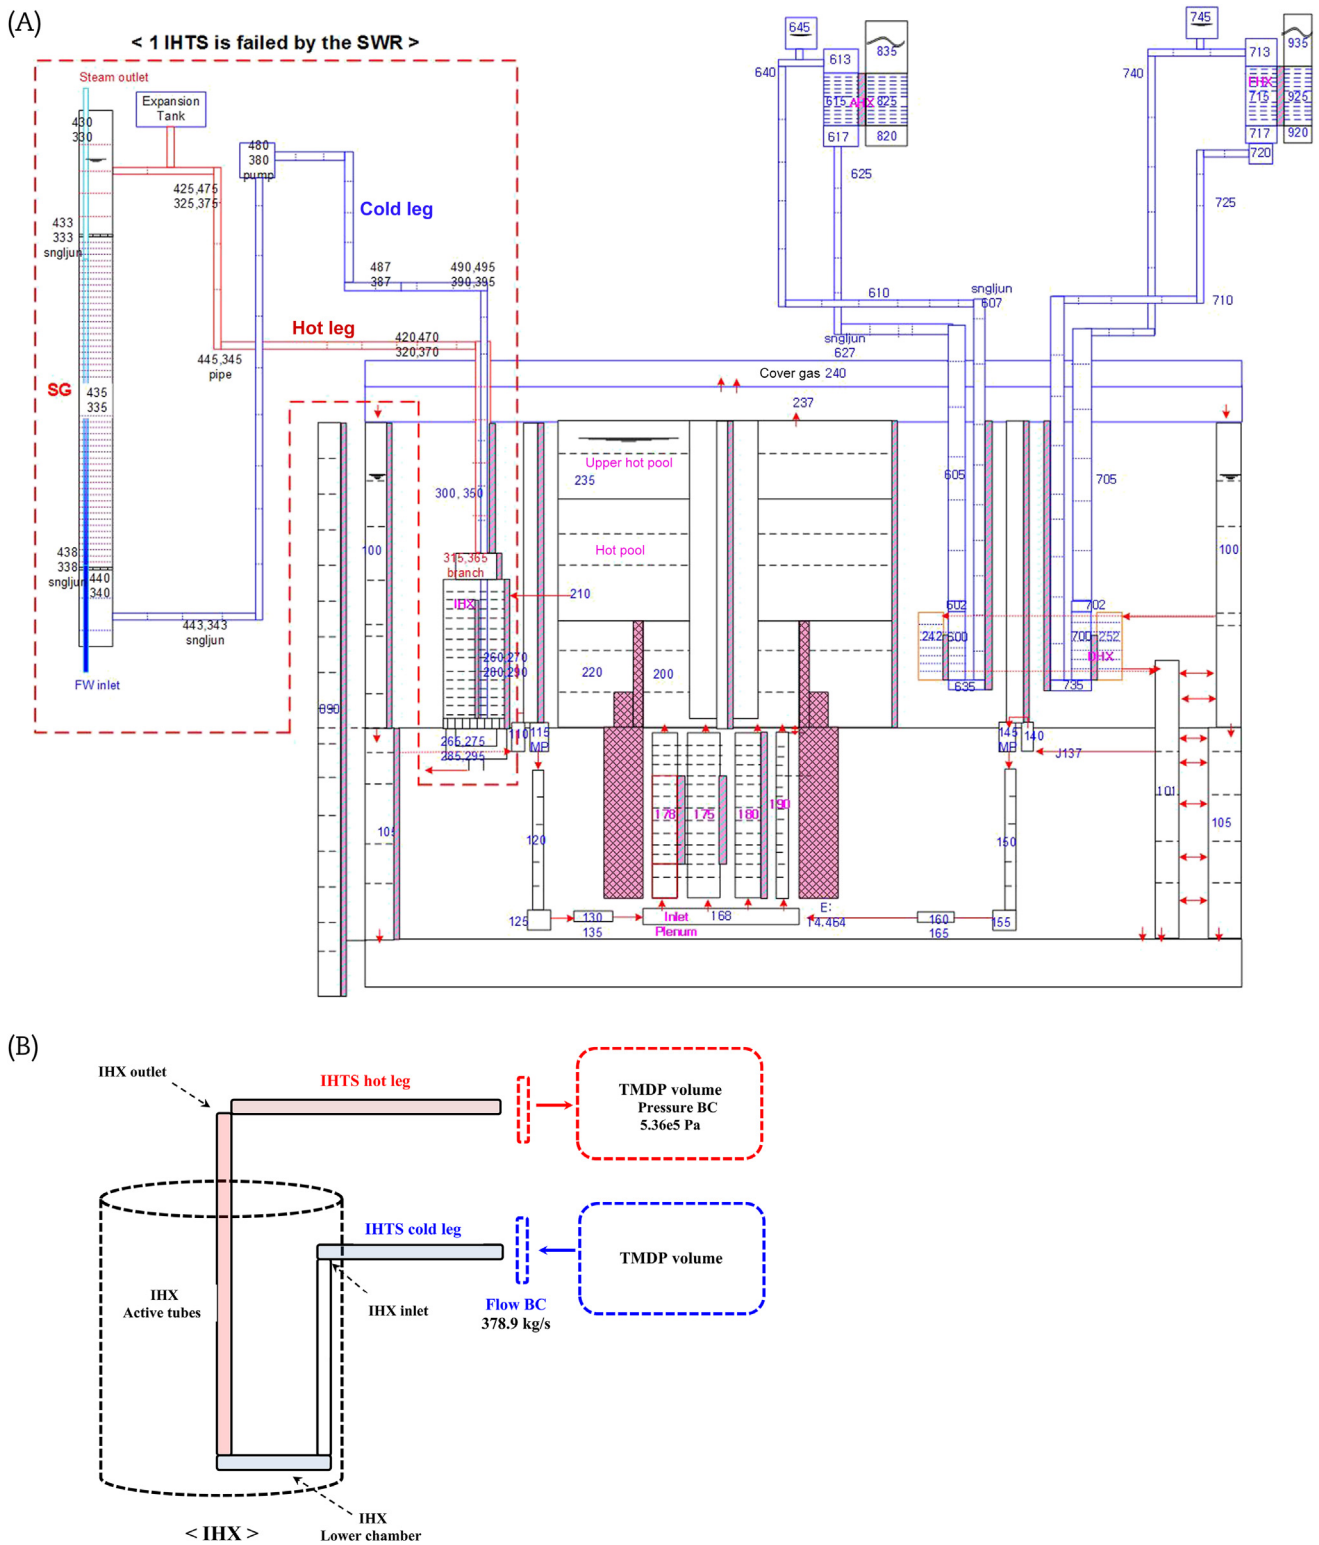 (A)
< 1 IHTS is failed by the SWR >
Steam outlet
Expansion
Tank
430
330
480
380
pump
425,475
325,375
Cold leg
433
333
sngljun
487
387
490,495
390,395
Hot leg
420,470
320,370
445,345
pipe
SG
435
335
300, 350
438
338
sngljun
440
340
315,365
branch
IHX
443,343
sngljun
FW inlet
260,270
280,290
265,275
285,295
645
640
613
835
615
AHX
825
617
820
625
610
sngljun
607
sngljun
627
745
740
713
935
EHX
715
925
717
920
720
725
710
Cover gas 240
237
Upper hot pool
235
Hot pool
100
210
220
200
605
705
100
602
702
242
600
700
252
DHX
635
735
890
110
115
MP
145
MP
140
J137
178
175
180
190
101
105
105
120
150
125
130
135
Inlet
Plenum
168
E:
14.464
160
165
155
(B)
IHX outlet
IHTS hot leg
TMDP volume
Pressure BC
5.36e5 Pa
IHTS cold leg
TMDP volume
IHX
Active tubes
IHX inlet
Flow BC
378.9 kg/s
IHX
Lower chamber
< IHX >